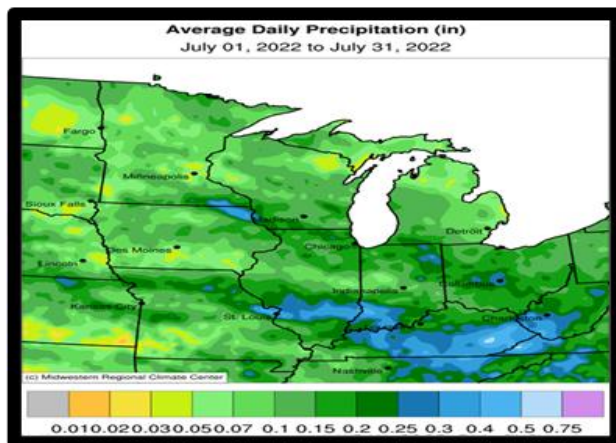 Average Daily Precipitation (in)
July 01, 2022 to July 31, 2022
Fargo
Minneapolis
Sioux Falls
Madison
Detroit
Chicago
Des Moines
Lincoln
Columbus
Indianapolis
Kansas City
St. Louis
Charleston
Nashville
(c) Midwestern Regional Climate Center
0.01 0.02 0.03 0.05 0.07 0.1 0.15 0.2 0.25 0.3 0.4 0.5 0.75